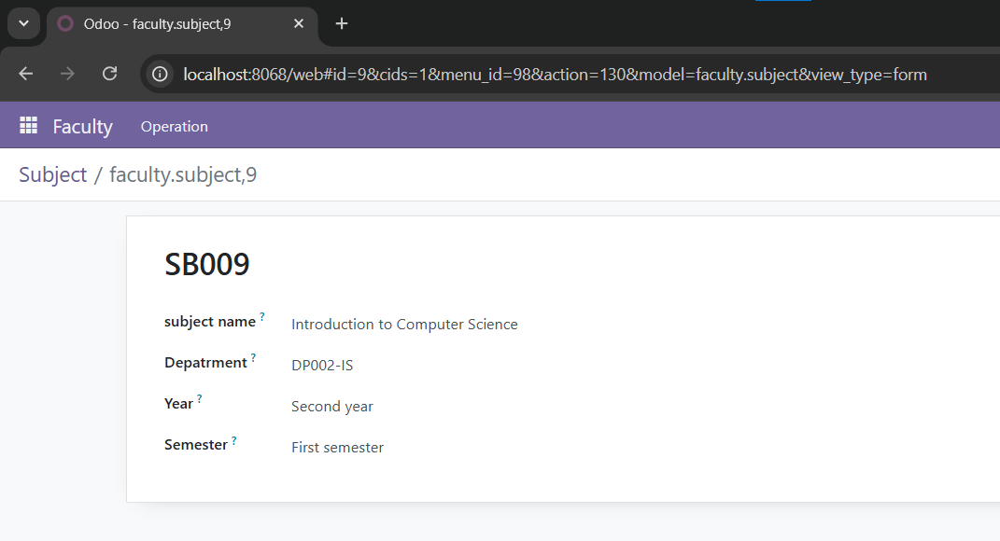 Odoo - faculty.subject,9
localhost:8068/web#id=9&cids=1&menu_id=98&action=130&model=faculty.subject&view_type=form
Faculty Operation
Subject / faculty.subject,9
SB009
subject name ? Introduction to Computer Science
Depatrment ? DP002-IS
Year ? Second year
Semester ? First semester